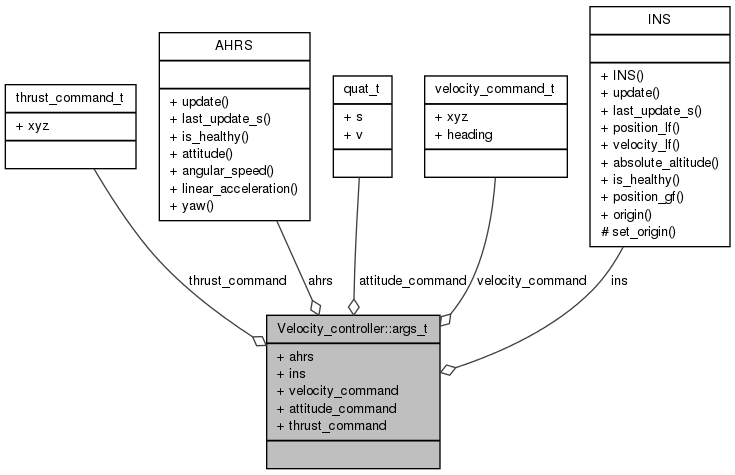 thrust_command_t
+ xyz
AHRS
+ update()
+ last_update_s()
+ is_healthy()
+ attitude()
+ angular_speed()
+ linear_acceleration()
+ yaw()
quat_t
+ s
+ v
velocity_command_t
+ xyz
+ heading
INS
+ INS()
+ update()
+ last_update_s()
+ position_lf()
+ velocity_lf()
+ absolute_altitude()
+ is_healthy()
+ position_gf()
+ origin()
# set_origin()
thrust_command
ahrs
attitude_command
velocity_command
ins
Velocity_controller::args_t
+ ahrs
+ ins
+ velocity_command
+ attitude_command
+ thrust_command